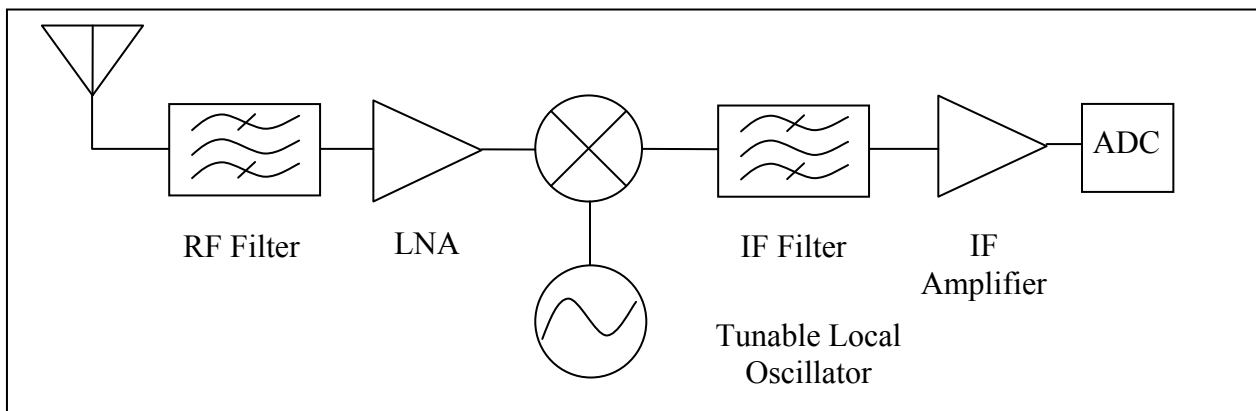 ADC
RF Filter
LNA
IF Filter
IF
Amplifier
Tunable Local
Oscillator